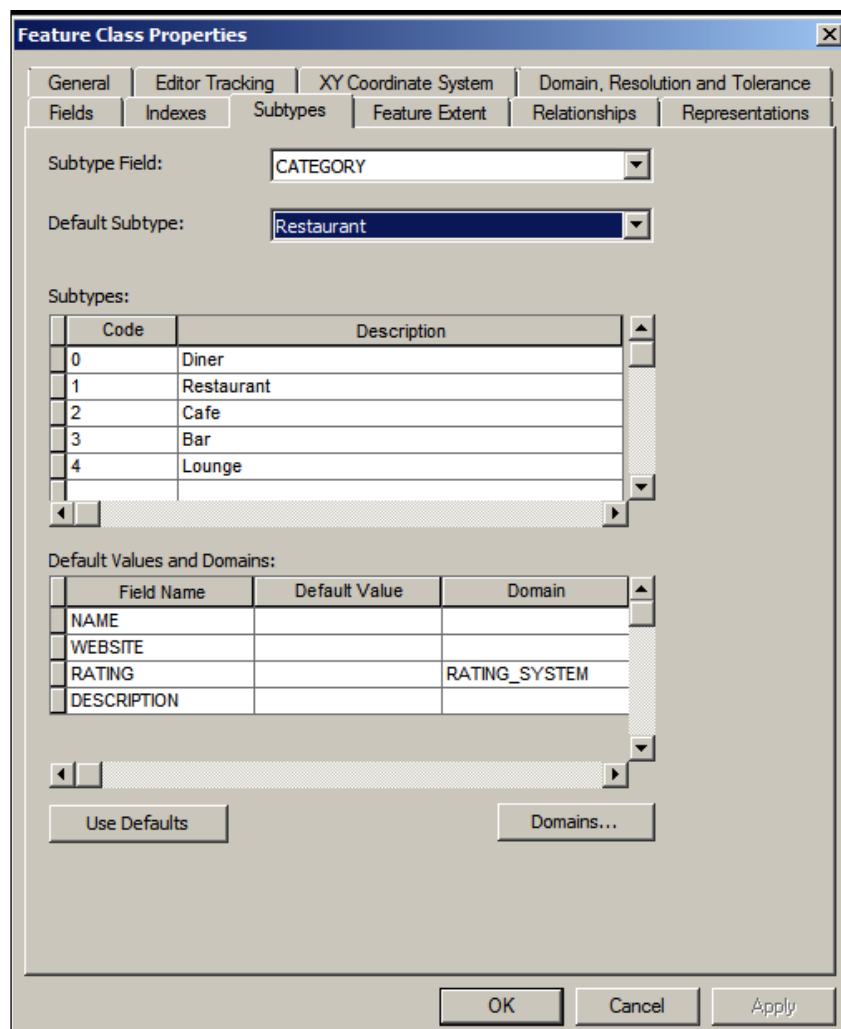 Feature Class Properties
General Editor Tracking XY Coordinate System Domain, Resolution and Tolerance
Fields Indexes Subtypes Feature Extent Relationships Representations
Subtype Field: CATEGORY
Default Subtype: Restaurant
Subtypes:
Code Description
0 Diner
1 Restaurant
2 Cafe
3 Bar
4 Lounge
Default Values and Domains:
Field Name Default Value Domain
NAME
WEBSITE
RATING RATING_SYSTEM
DESCRIPTION
Use Defaults Domains...
OK Cancel Apply